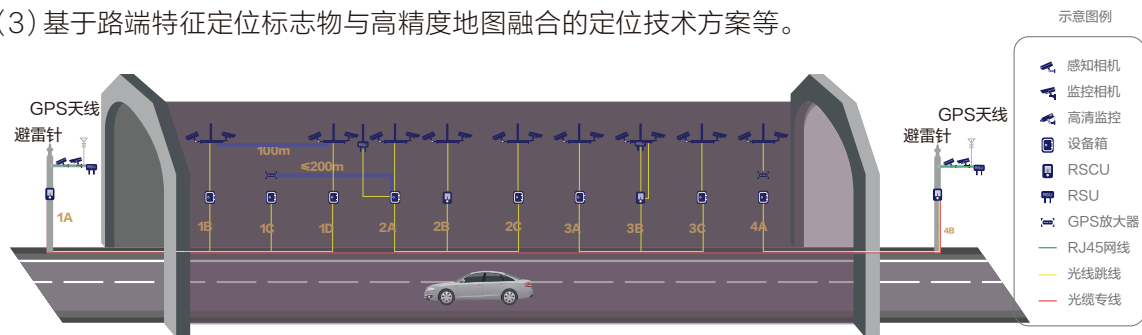 (3)基于路端特征定位标志物与高精度地图融合的定位技术方案等。
示意图例
感知相机
监控相机
高清监控
设备箱
RSCU
RSU
GPS放大器
RJ45网线
光线跳线
光缆专线
GPS天线
避雷针
1A
100m
≤200m
1B
1C
1D
2A
2B
2C
3A
3B
3C
4A
GPS天线
避雷针
4B